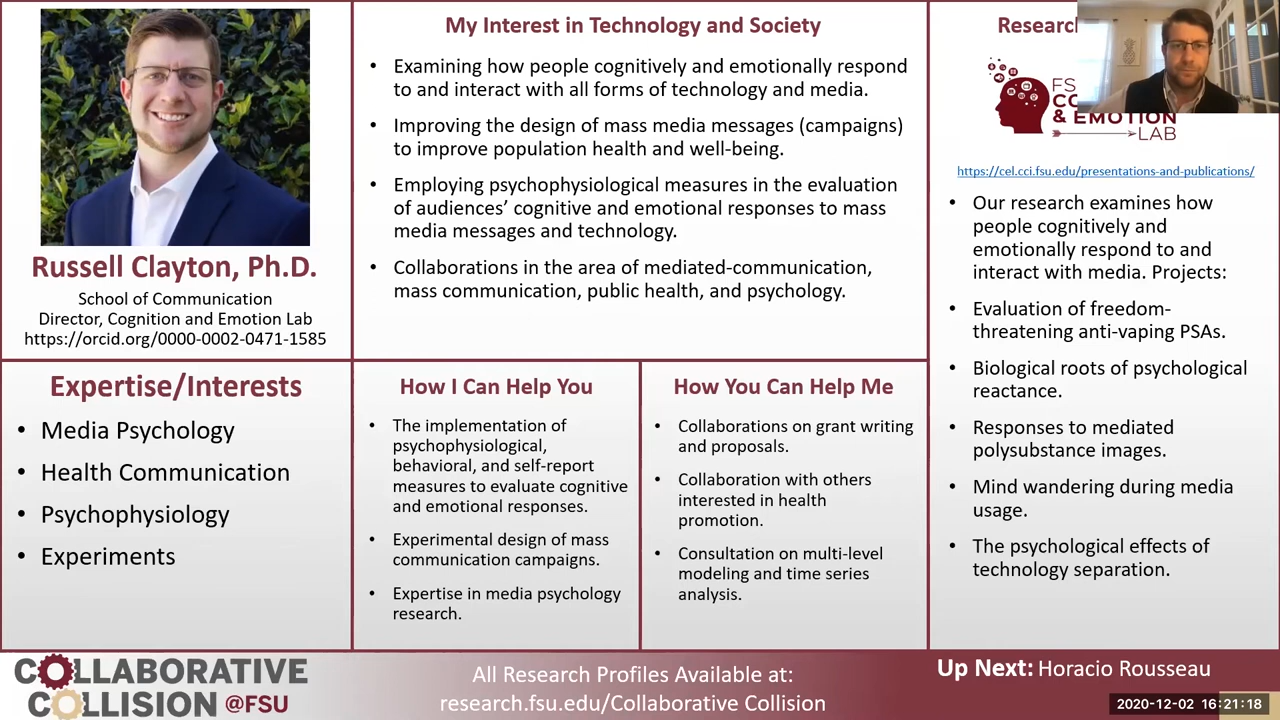 Russell Clayton, Ph.D.
School of Communication
Director, Cognition and Emotion Lab
https://orcid.org/0000-0002-0471-1585
My Interest in Technology and Society
• Examining how people cognitively and emotionally respond
to and interact with all forms of technology and media.
• Improving the design of mass media messages (campaigns)
to improve population health and well-being.
• Employing psychophysiological measures in the evaluation
of audiences’ cognitive and emotional responses to mass
media messages and technology.
• Collaborations in the area of mediated-communication,
mass communication, public health, and psychology.
Expertise/Interests
• Media Psychology
• Health Communication
• Psychophysiology
• Experiments
How I Can Help You
• The implementation of
psychophysiological,
behavioral, and self-report
measures to evaluate cognitive
and emotional responses.
• Experimental design of mass
communication campaigns.
• Expertise in media psychology
research.
How You Can Help Me
• Collaborations on grant writing
and proposals.
• Collaboration with others
interested in health
promotion.
• Consultation on multi-level
modeling and time series
analysis.
Research
& EMOTION
LAB
https://cel.cci.fsu.edu/presentations-and-publications/
• Our research examines how
people cognitively and
emotionally respond to and
interact with media. Projects:
• Evaluation of freedom-
threatening anti-vaping PSAs.
• Biological roots of psychological
reactance.
• Responses to mediated
polysubstance images.
• Mind wandering during media
usage.
• The psychological effects of
technology separation.
COLLABORATIVE
COLLISION @FSU
All Research Profiles Available at:
research.fsu.edu/Collaborative Collision
Up Next: Horacio Rousseau
2020-12-02 16:21:18